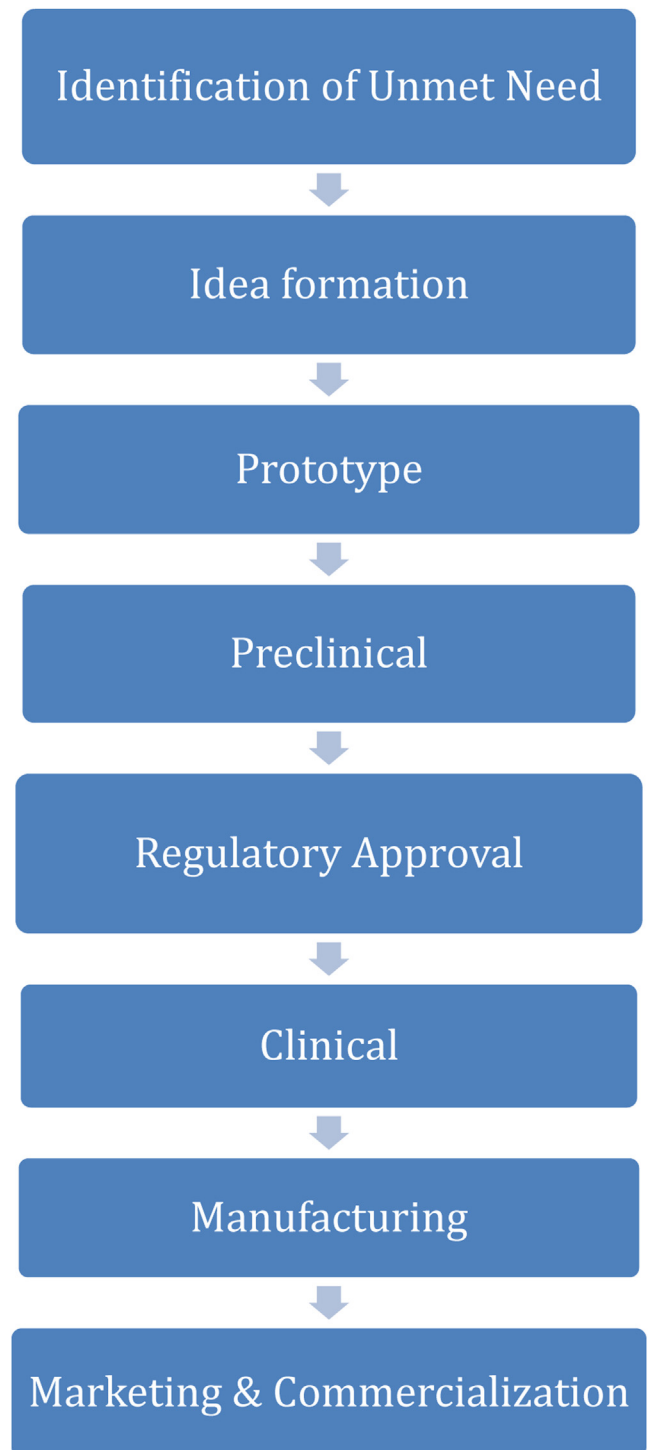 Identification of Unmet Need
Idea formation
Prototype
Preclinical
Regulatory Approval
Clinical
Manufacturing
Marketing & Commercialization